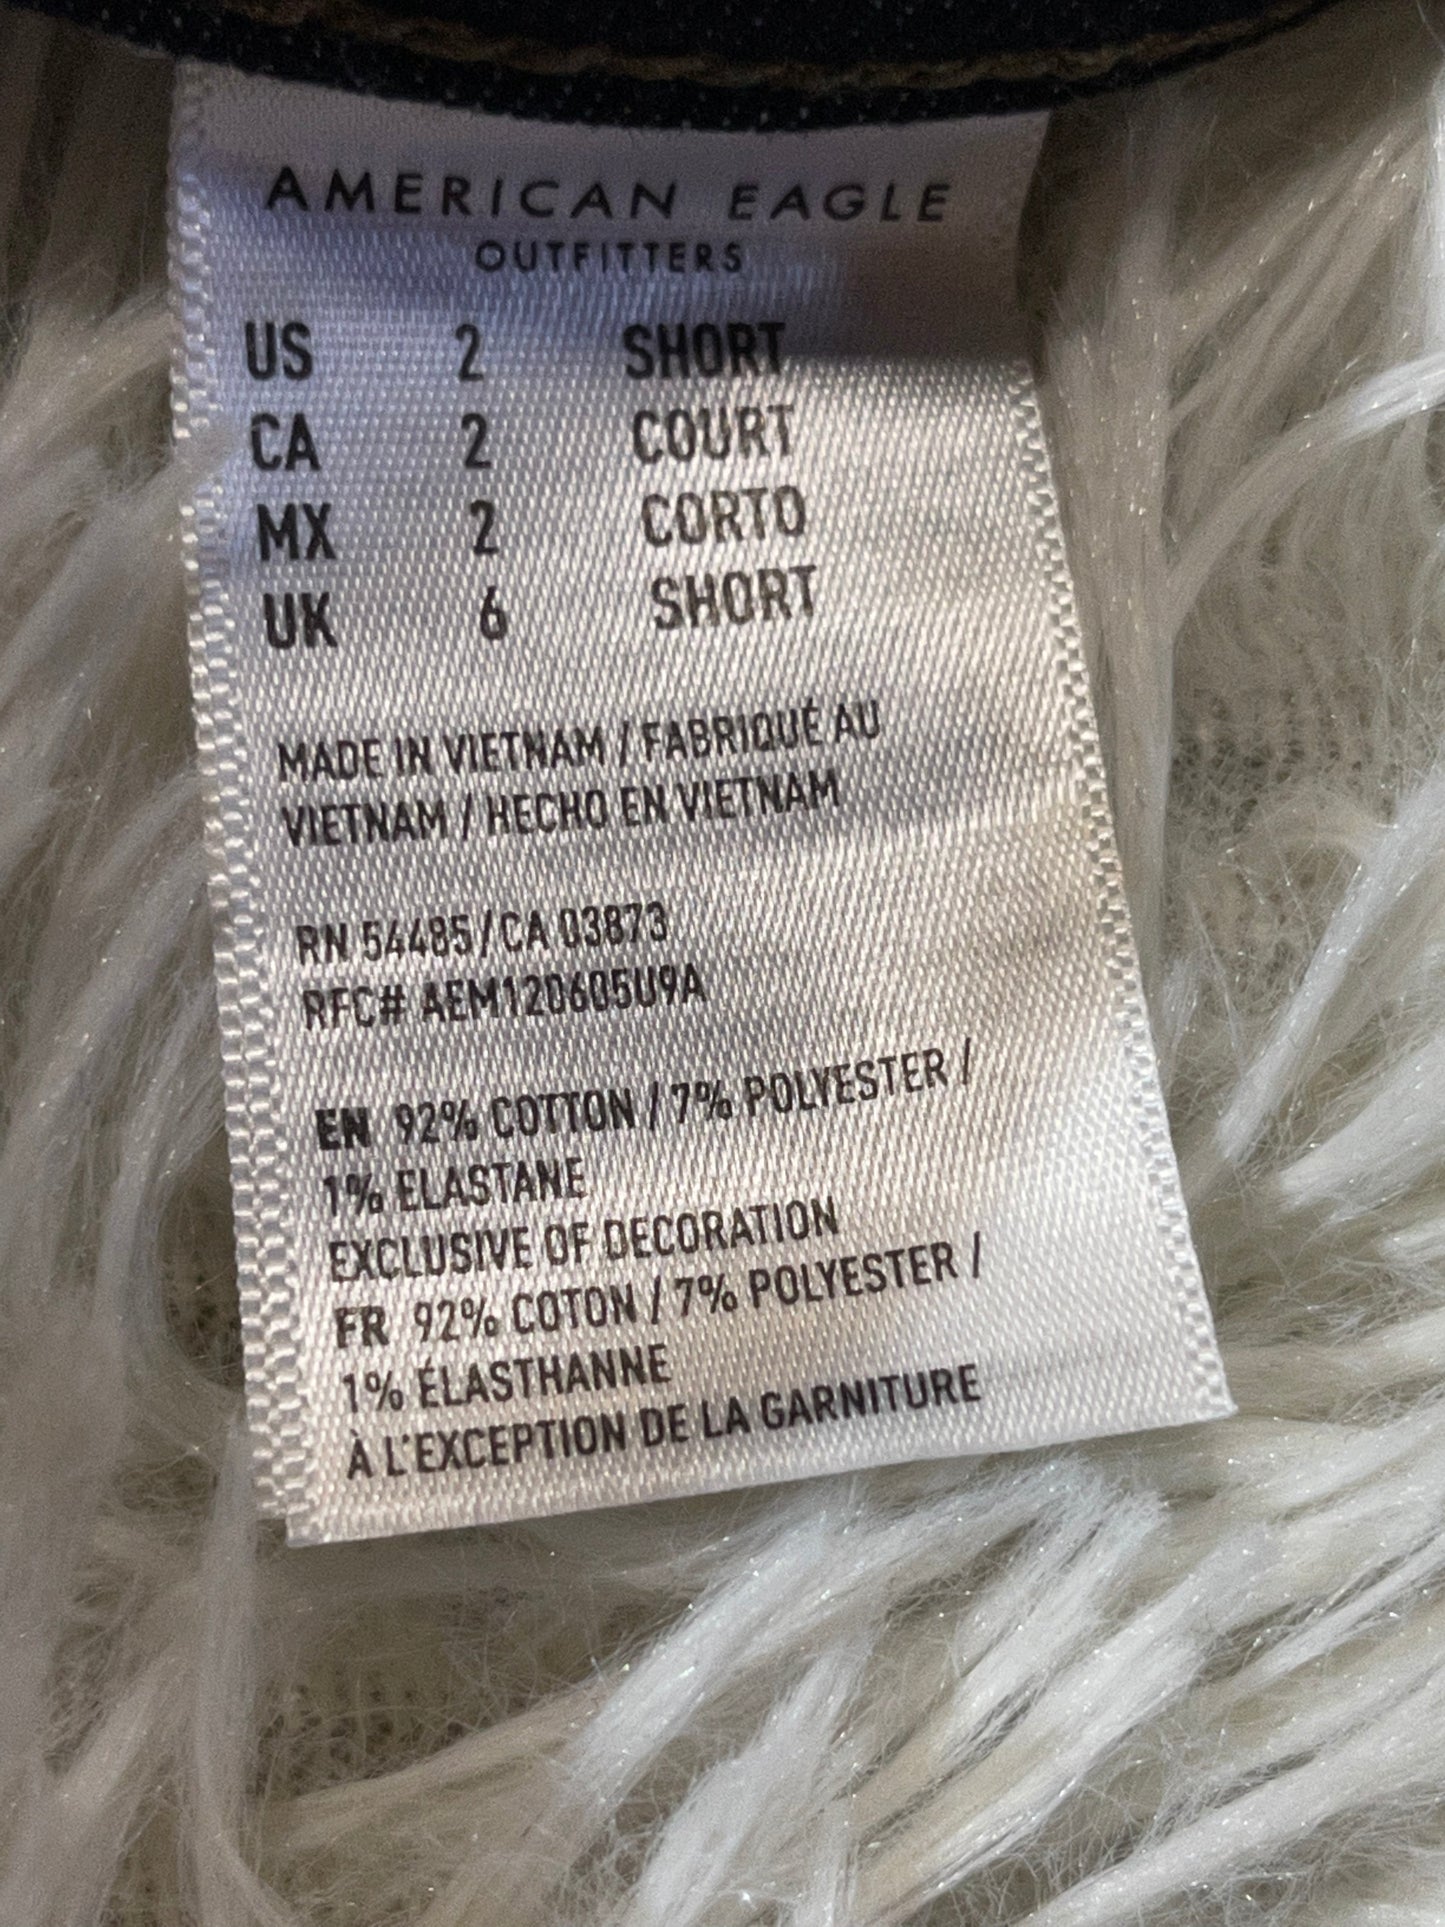 AMERICAN EAGLE
OUTFITTERS
US 2 SHORT
CA 2 COURT
MX 2 CORTO
UK 6 SHORT
MADE IN VIETNAM / FABRIQUÉ AU
VIETNAM / HECHO EN VIETNAM
RN 54485/CA 03873
RFC# AEM120605U9A
EN 92% COTTON / 7% POLYESTER /
1% ELASTANE
EXCLUSIVE OF DECORATION
FR 92% COTON / 7% POLYESTER /
1% ÉLASTHANNE
À L'EXCEPTION DE LA GARNITURE